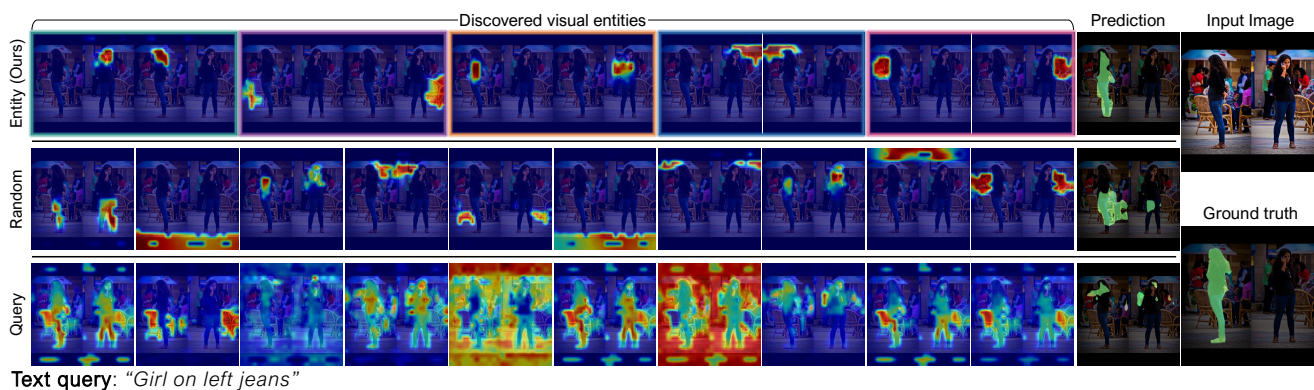 Discovered visual entities
Prediction
Input Image
Entity (Ours)
Random
Ground truth
Query
Text query: "Girl on left jeans"